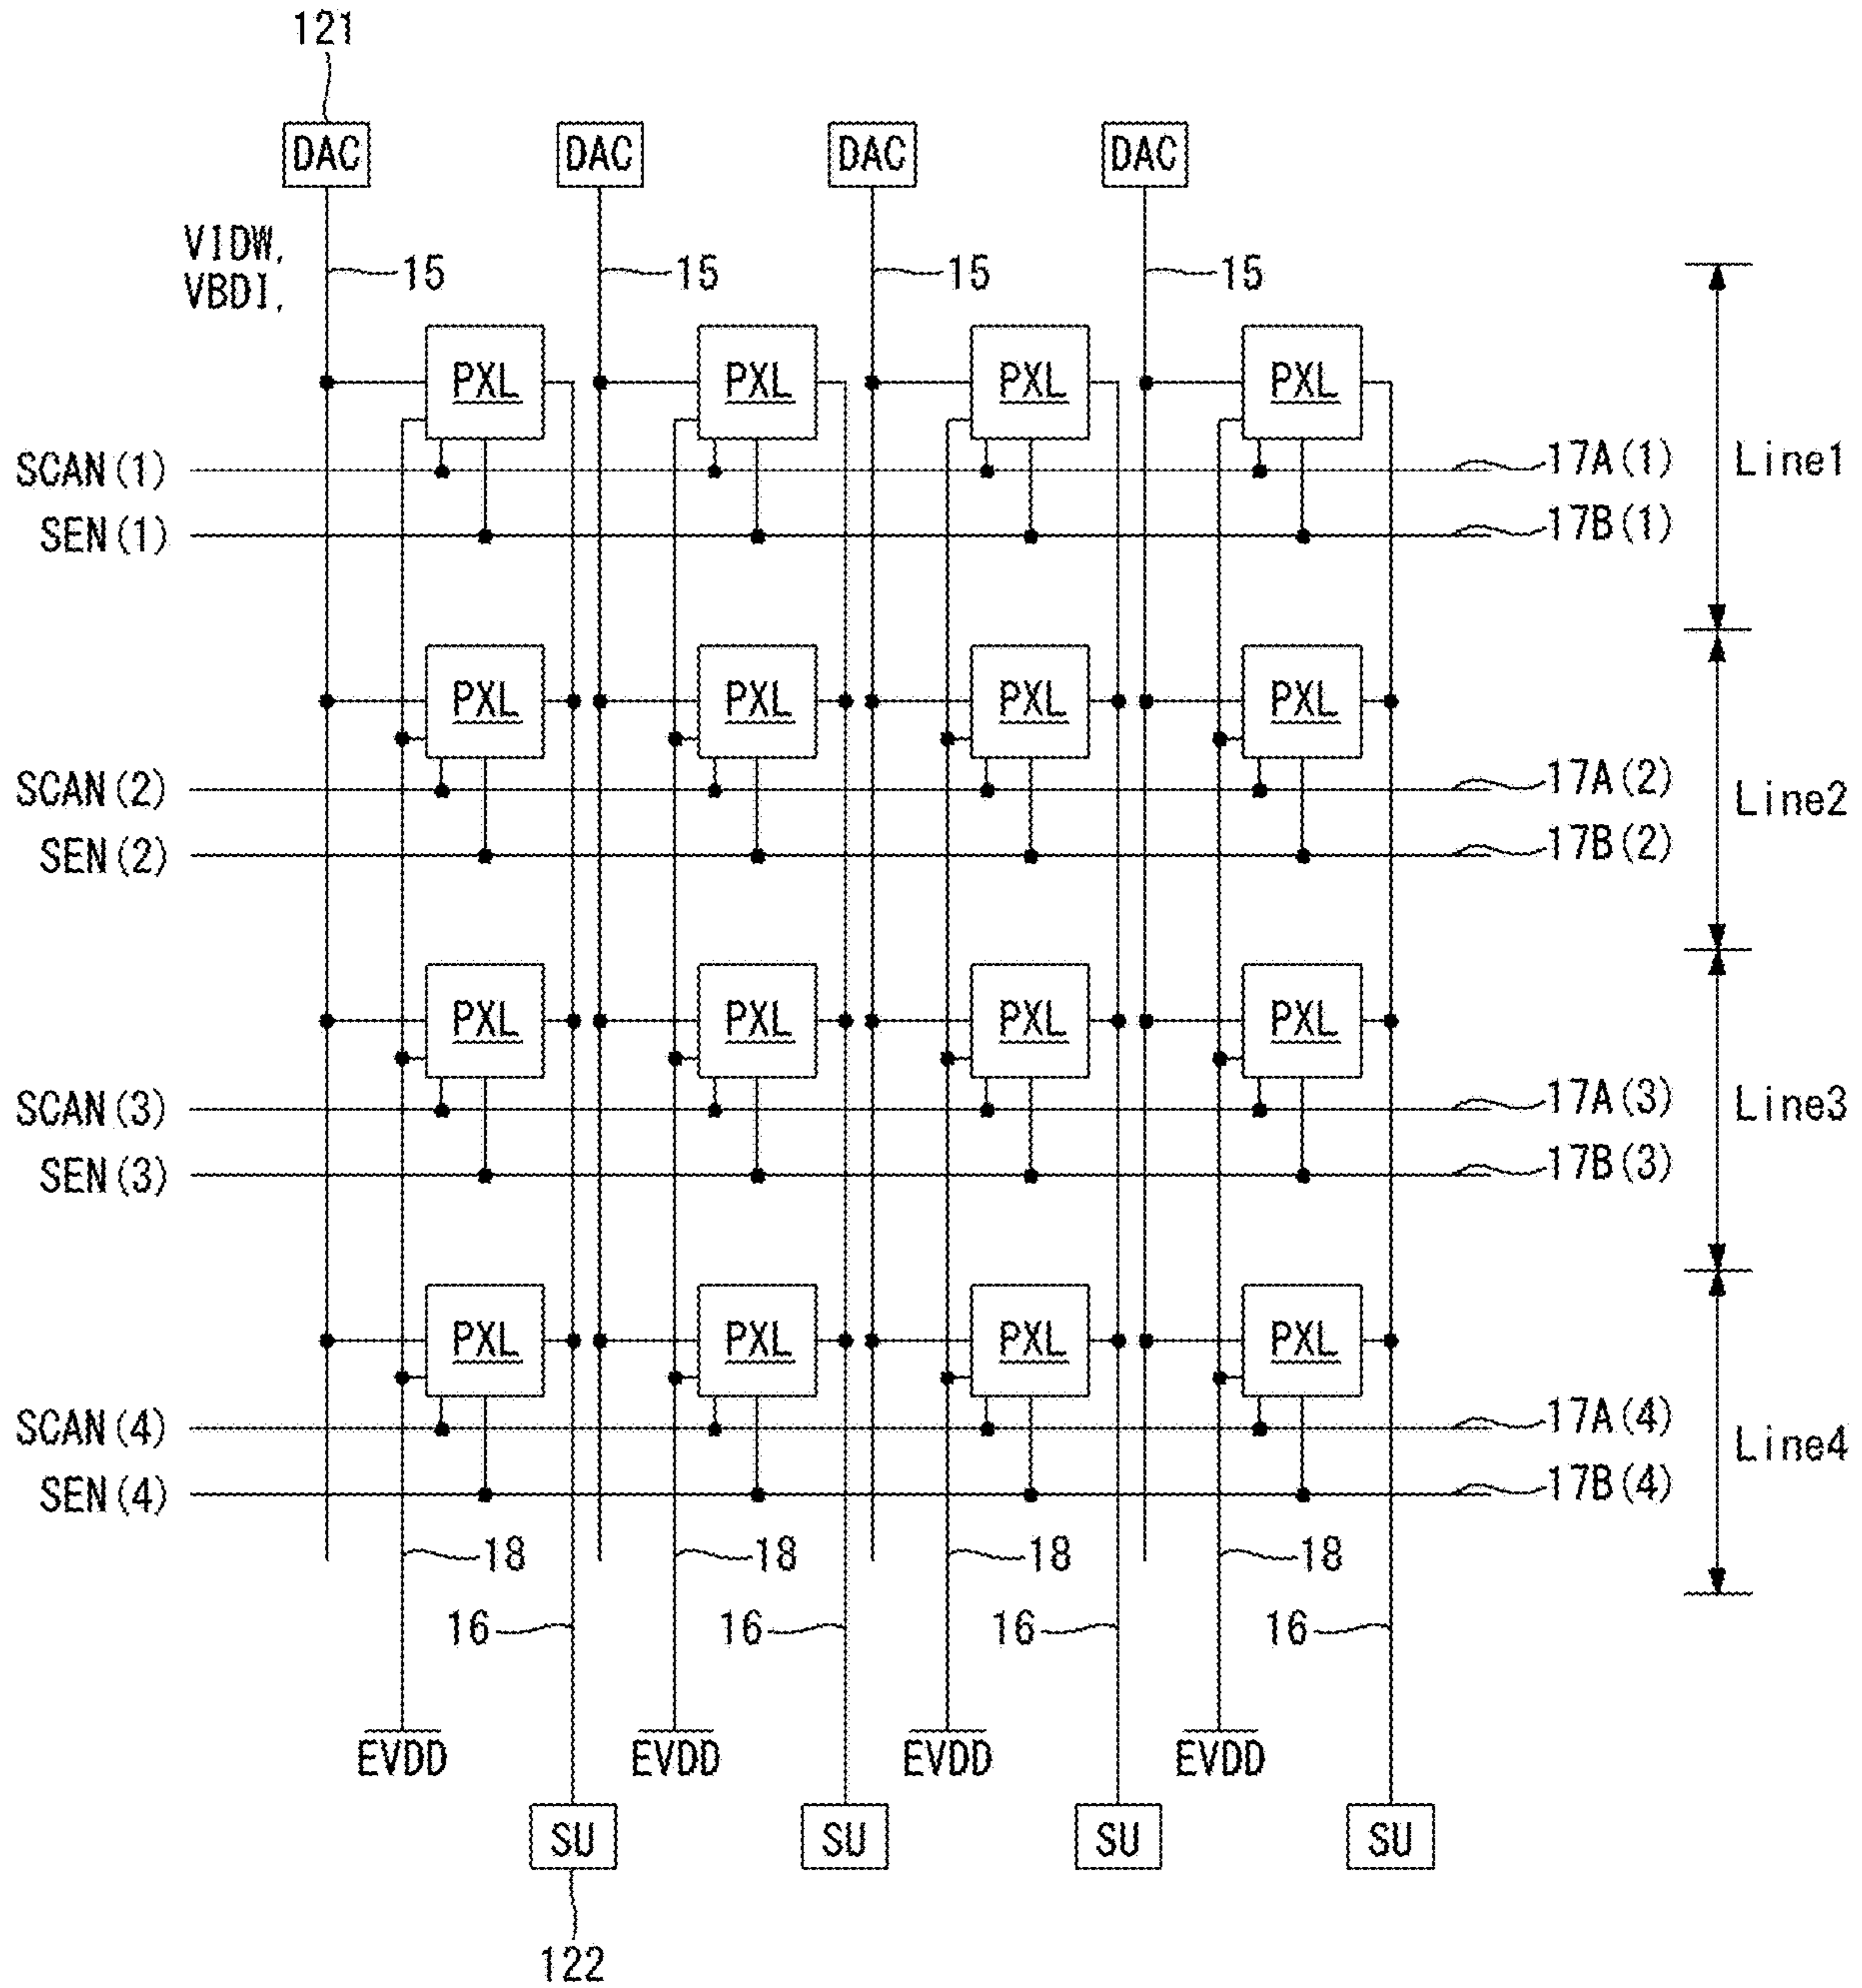 121
DAC DAC DAC DAC
VIDW,
VBDI,
15 15 15 15
PXL PXL PXL PXL
SCAN(1) 17A(1) Line1
SEN(1) 17B(1)
PXL PXL PXL PXL
SCAN(2) 17A(2) Line2
SEN(2) 17B(2)
PXL PXL PXL PXL
SCAN(3) 17A(3) Line3
SEN(3) 17B(3)
PXL PXL PXL PXL
SCAN(4) 17A(4) Line4
SEN(4) 17B(4)
18 18 18 18
16 16 16 16
EVDD EVDD EVDD EVDD
SU SU SU SU
122